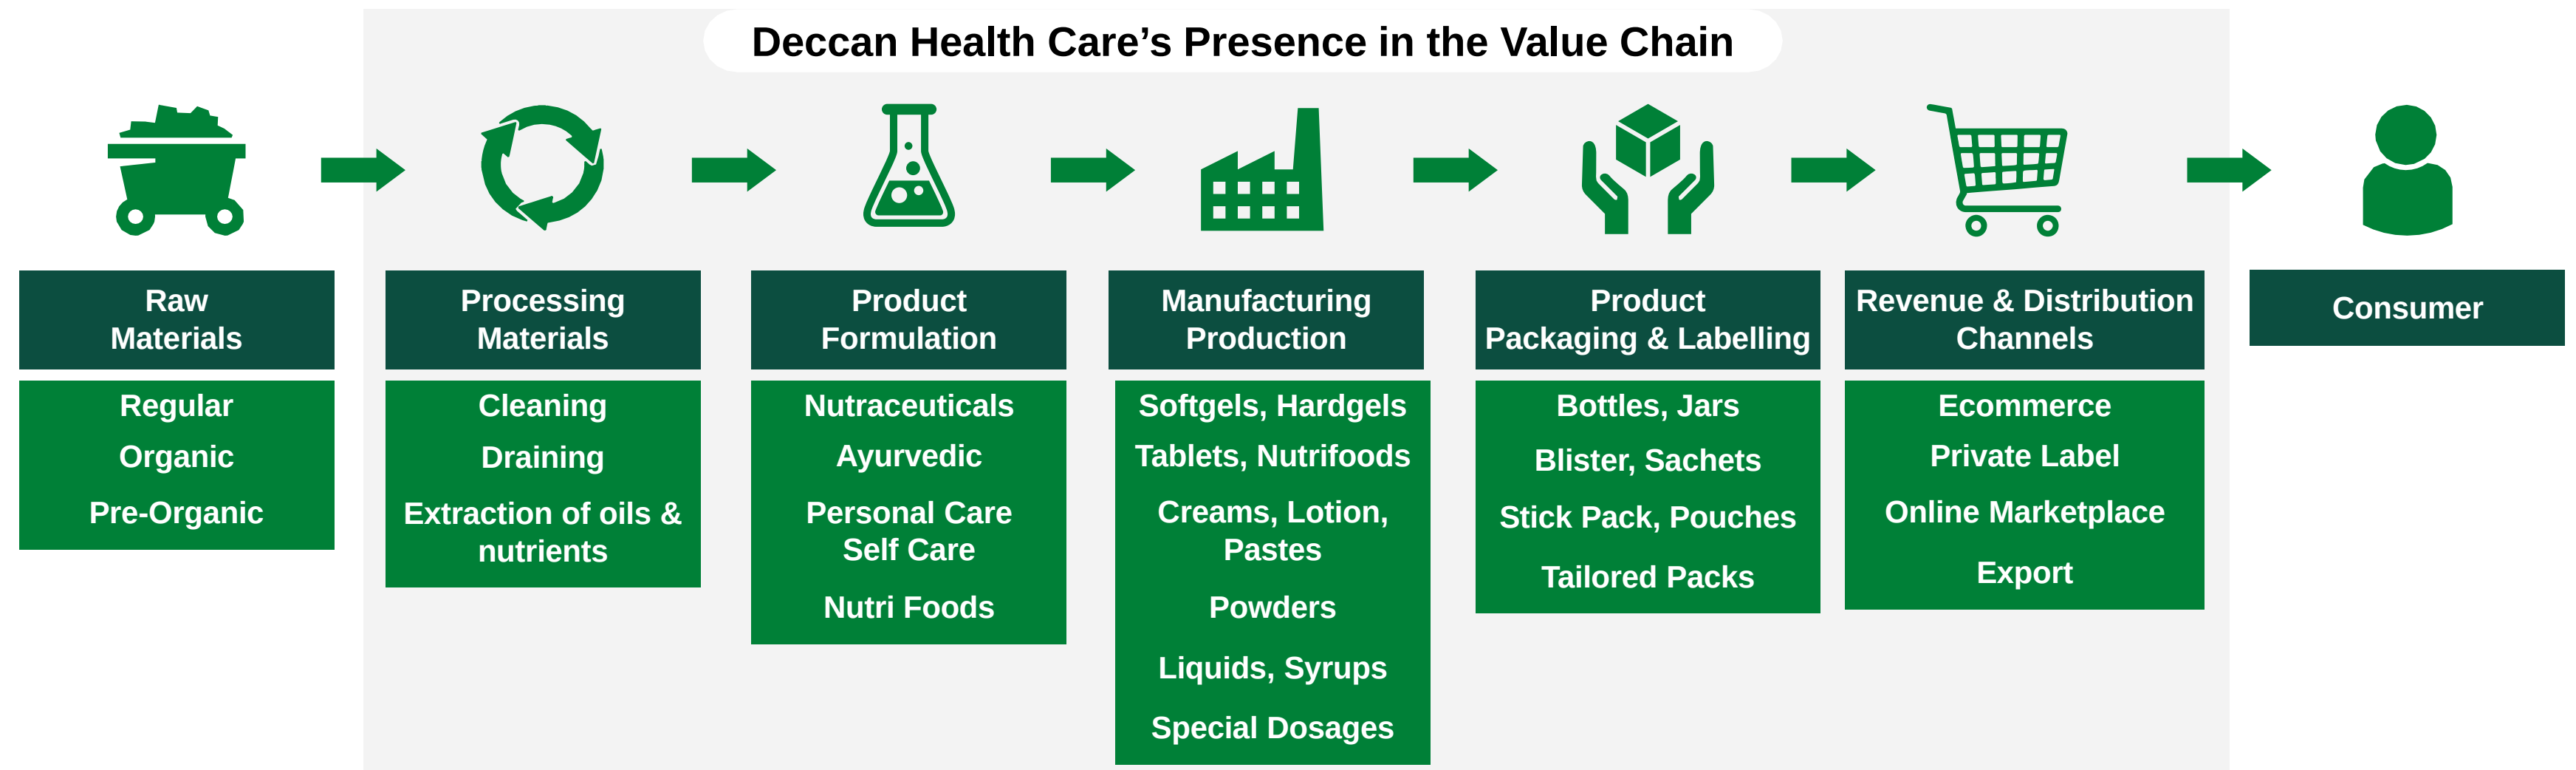 Deccan Health Care’s Presence in the Value Chain
Raw
Materials
Regular
Organic
Pre-Organic
Processing
Materials
Cleaning
Draining
Extraction of oils &
nutrients
Product
Formulation
Nutraceuticals
Ayurvedic
Personal Care
Self Care
Nutri Foods
Manufacturing
Production
Softgels, Hardgels
Tablets, Nutrifoods
Creams, Lotion,
Pastes
Powders
Liquids, Syrups
Special Dosages
Product
Packaging & Labelling
Bottles, Jars
Blister, Sachets
Stick Pack, Pouches
Tailored Packs
Revenue & Distribution
Channels
Ecommerce
Private Label
Online Marketplace
Export
Consumer